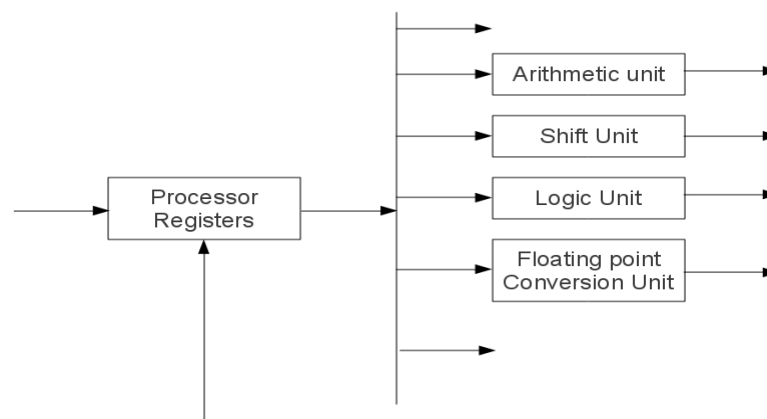 Arithmetic unit
Shift Unit
Processor
Registers
Logic Unit
Floating point
Conversion Unit